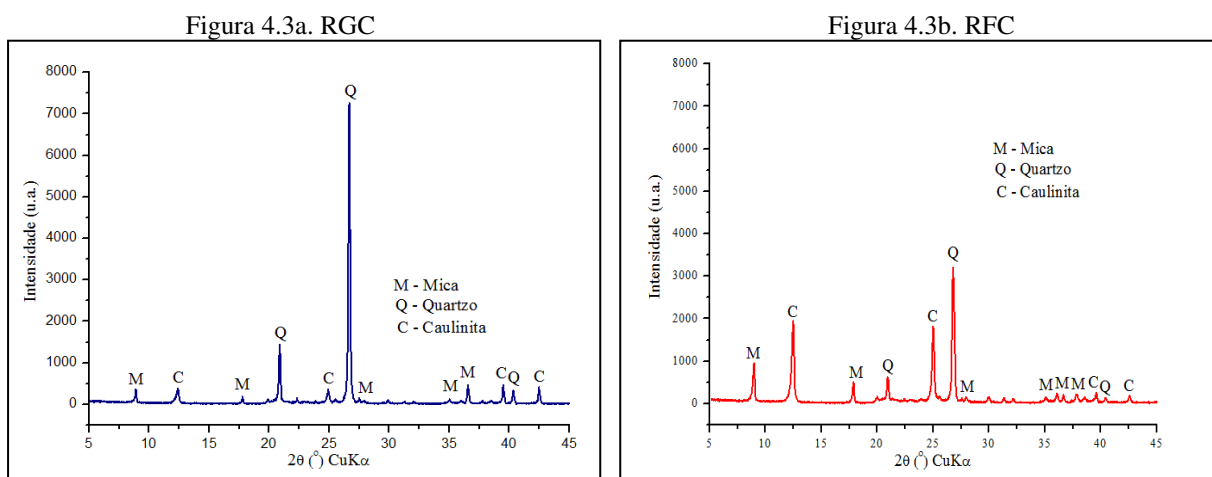 Figura 4.3a. RGC
8000
7000
6000
5000
4000
3000
2000
1000
0
Intensidade (u.a.)
Q
M - Mica
Q - Quartzo
C - Caulinita
M
C
M
Q
C
M
M
M
C
Q
C
5
10
15
20
25
30
35
40
45
2θ (°) CuKα
Figura 4.3b. RFC
8000
7000
6000
5000
4000
3000
2000
1000
0
Intensidade (u.a.)
M - Mica
Q - Quartzo
C - Caulinita
M
C
M
Q
C
Q
M
M
M
M
C
Q
C
5
10
15
20
25
30
35
40
45
2θ (°) CuKα